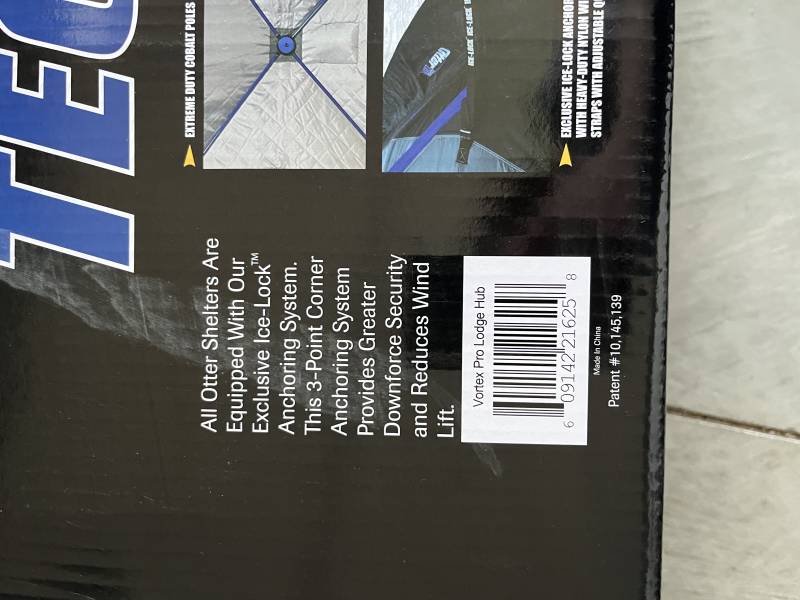 TEC
EXTREME DUTY COBALT POLES
EXCLUSIVE ICE-LOCK ANCHOR
WITH HEAVY-DUTY NYLON
STRAPS WITH ADJUSTABLE
All Otter Shelters Are
Equipped With Our
Exclusive Ice-Lock™
Anchoring System.
This 3-Point Corner
Anchoring System
Provides Greater
Downforce Security
and Reduces Wind
Lift.
Vortex Pro Lodge Hub
6 09142 21625 8
Made In China
Patent #10,145,139